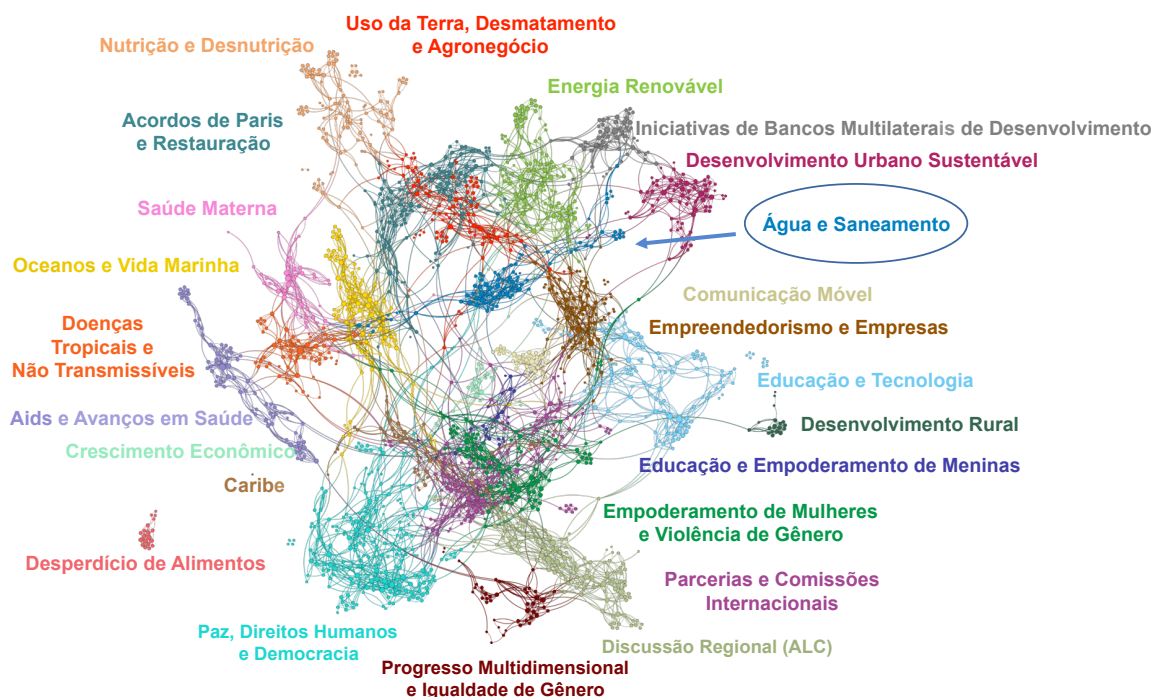 Uso da Terra, Desmatamento
e Agronegócio
Nutrição e Desnutrição
Energia Renovável
Acordos de Paris
e Restauração
Iniciativas de Bancos Multilaterais de Desenvolvimento
Desenvolvimento Urbano Sustentável
Saúde Materna
Água e Saneamento
Oceanos e Vida Marinha
Comunicação Móvel
Doenças
Tropicais e
Não Transmissíveis
Empreendedorismo e Empresas
Educação e Tecnologia
Aids e Avanços em Saúde
Desenvolvimento Rural
Crescimento Econômico
Educação e Empoderamento de Meninas
Caribe
Empoderamento de Mulheres
e Violência de Gênero
Desperdício de Alimentos
Parcerias e Comissões
Internacionais
Paz, Direitos Humanos
e Democracia
Discussão Regional (ALC)
Progresso Multidimensional
e Igualdade de Gênero